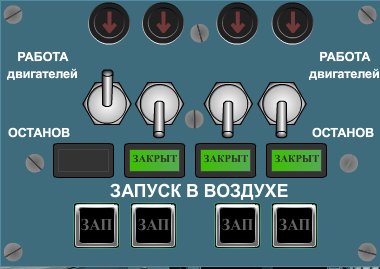 РАБОТА РАБОТА
двигателей двигателей
ОСТАНОВ ОСТАНОВ
ЗАКРЫТ ЗАКРЫТ ЗАКРЫТ
ЗАПУСК В ВОЗДУХЕ
ЗАП ЗАП ЗАП ЗАП